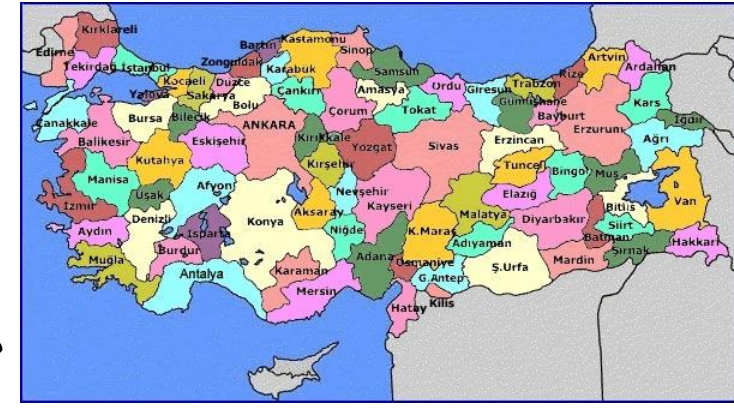 Kırklareli
Edirne
Tekirdağ
İstanbul
Kocaeli
Yalova
Sakarya
Düzce
Bolu
Zonguldak
Bartın
Karabuk
Kastamonu
Sinop
Çankırı
Samsun
Amasya
Çorum
Tokat
Ordu
Giresun
Trabzon
Gümüşhane
Rize
Artvin
Ardahan
Kars
Bayburt
Erzurum
Iğdır
Ağrı
Çanakkale
Balikesir
Bursa
Bilecik
Eskişehir
ANKARA
Kırıkkale
Kırşehir
Yozgat
Sivas
Erzincan
Tunceli
Bingol
Muş
Kutahya
Manisa
Uşak
Afyon
İzmir
Aydın
Denizli
Isparta
Burdur
Muğla
Antalya
Konya
Aksaray
Nevşehir
Niğde
Kayseri
Malatya
Elazığ
Diyarbakır
Bitlis
Van
Siirt
Batman
Şırnak
Hakkari
K.Maraş
Adıyaman
Adana
Osmaniye
G.Antep
Ş.Urfa
Mardin
Karaman
Mersin
Hatay
Kilis